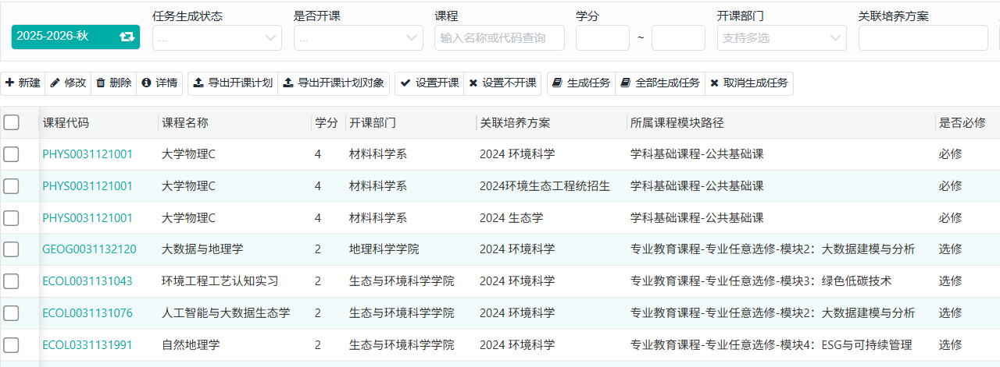 任务生成状态 是否开课 课程 学分 开课部门 关联培养方案
2025-2026-秋 ... ... 输入名称或代码查询 ~ 支持多选
新建 修改 删除 详情 导出开课计划 导出开课计划对象 设置开课 设置不开课 生成任务 全部生成任务 取消生成任务
课程代码 课程名称 学分 开课部门 关联培养方案 所属课程模块路径 是否必修
PHYS0031121001 大学物理C 4 材料科学系 2024 环境科学 学科基础课程-公共基础课 必修
PHYS0031121001 大学物理C 4 材料科学系 2024环境生态工程统招生 学科基础课程-公共基础课 必修
PHYS0031121001 大学物理C 4 材料科学系 2024 生态学 学科基础课程-公共基础课 必修
GEOG0031132120 大数据与地理学 2 地理科学学院 2024 环境科学 专业教育课程-专业任意选修-模块2：大数据建模与分析 选修
ECOL0031131043 环境工程工艺认知实习 2 生态与环境科学学院 2024 环境科学 专业教育课程-专业任意选修-模块3：绿色低碳技术 选修
ECOL0031131076 人工智能与大数据生态学 2 生态与环境科学学院 2024 环境科学 专业教育课程-专业任意选修-模块2：大数据建模与分析 选修
ECOL0331131991 自然地理学 2 生态与环境科学学院 2024 环境科学 专业教育课程-专业任意选修-模块4：ESG与可持续管理 选修